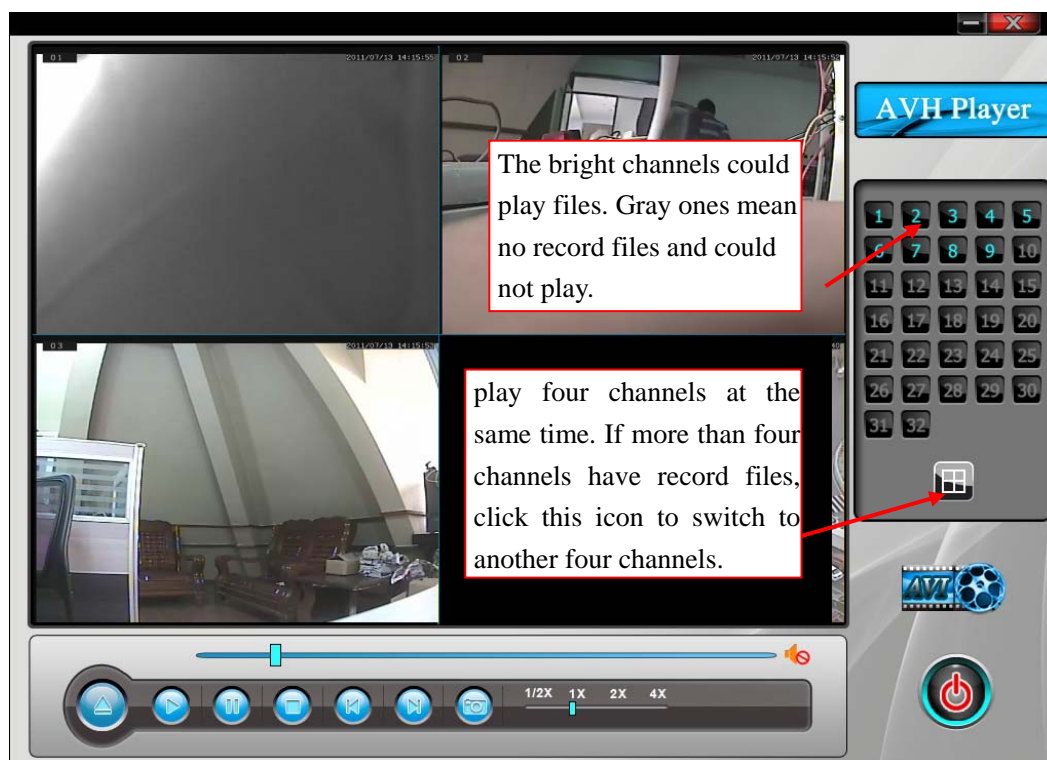 01
2011/07/13 14:15:55
02
2011/07/13 14:15:52
AVH Player
The bright channels could
play files. Gray ones mean
no record files and could
not play.
1 2 3 4 5
6 7 8 9 10
11 12 13 14 15
16 17 18 19 20
21 22 23 24 25
26 27 28 29 30
31 32
03
2011/07/13 14:15:53
40
play four channels at the
same time. If more than four
channels have record files,
click this icon to switch to
another four channels.
AVI
1/2X 1X 2X 4X